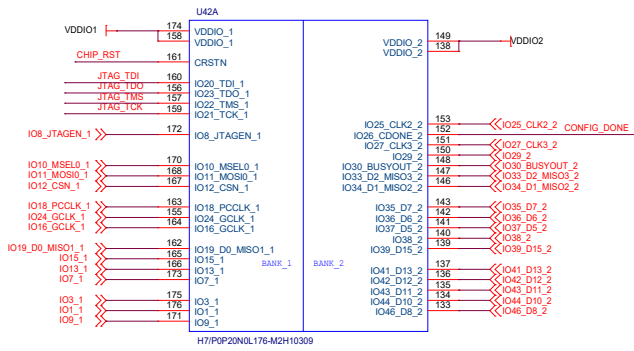 U42A
VDDIO1 174 VDDIO_1 VDDIO_2 149 VDDIO2
158 VDDIO_1 VDDIO_2 138
CHIP_RST 161 CRSTN
JTAG_TDI 160 IO20_TDI_1
JTAG_TDO 156 IO23_TDO_1
JTAG_TMS 157 IO22_TMS_1
JTAG_TCK 159 IO21_TCK_1
IO25_CLK2_2 153 IO25_CLK2_2
IO26_CDONE_2 152 CONFIG_DONE
IO8_JTAGEN_1 172 IO8_JTAGEN_1
IO27_CLK3_2 151 IO27_CLK3_2
IO29_2 150 IO29_2
IO10_MSEL0_1 170 IO10_MSEL0_1 IO30_BUSYOUT_2 148 IO30_BUSYOUT_2
IO11_MOSI0_1 168 IO11_MOSI0_1 IO33_D2_MISO3_2 147 IO33_D2_MISO3_2
IO12_CSN_1 167 IO12_CSN_1 IO34_D1_MISO2_2 146 IO34_D1_MISO2_2
IO18_PCCLK_1 163 IO18_PCCLK_1 IO35_D7_2 143 IO35_D7_2
IO24_GCLK_1 155 IO24_GCLK_1 IO36_D6_2 142 IO36_D6_2
IO16_GCLK_1 164 IO16_GCLK_1 IO37_D5_2 141 IO37_D5_2
IO38_2 140 IO38_2
IO19_D0_MISO1_1 162 IO19_D0_MISO1_1 IO39_D15_2 139 IO39_D15_2
IO15_1 165 IO15_1
IO13_1 166 IO13_1 BANK_1 BANK_2 IO41_D13_2 137 IO41_D13_2
IO7_1 173 IO7_1 IO42_D12_2 136 IO42_D12_2
IO43_D11_2 135 IO43_D11_2
IO3_1 175 IO3_1 IO44_D10_2 134 IO44_D10_2
IO1_1 176 IO1_1 IO46_D8_2 133 IO46_D8_2
IO9_1 171 IO9_1
H7/P0P20N0L176-M2H10309